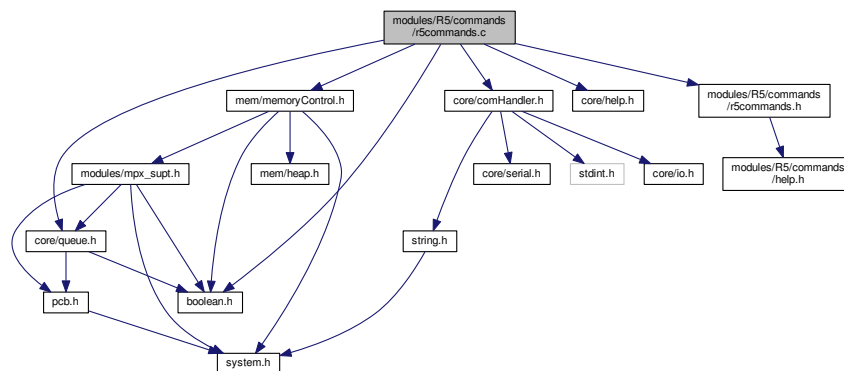 modules/R5/commands
/r5commands.c
mem/memoryControl.h
core/comHandler.h
core/help.h
modules/R5/commands
/r5commands.h
modules/mpx_supt.h
mem/heap.h
core/serial.h
stdint.h
core/io.h
modules/R5/commands
/help.h
core/queue.h
string.h
pcb.h
boolean.h
system.h